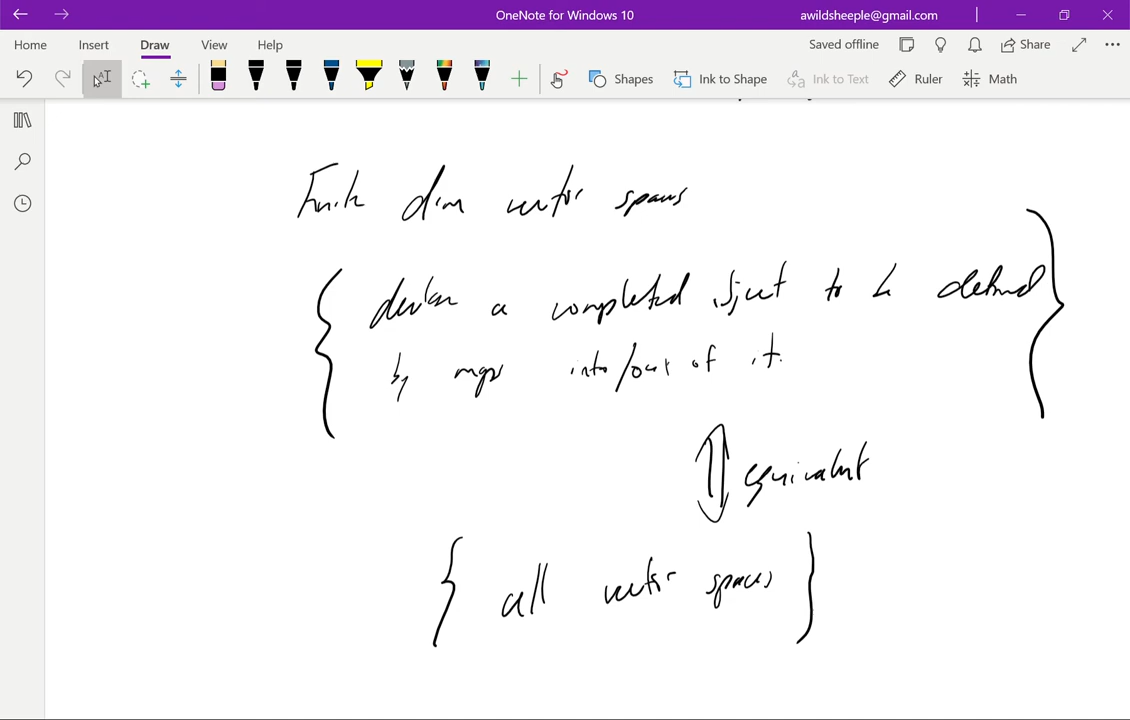 OneNote for Windows 10
awildsheeple@gmail.com
Home Insert Draw View Help
Saved offline
Share
Shapes
Ink to Shape
Ink to Text
Ruler
Math
Finite dim vector spaces
declare a completed object to be defined
by maps into/out of it.
equivalent
{ all vector spaces }